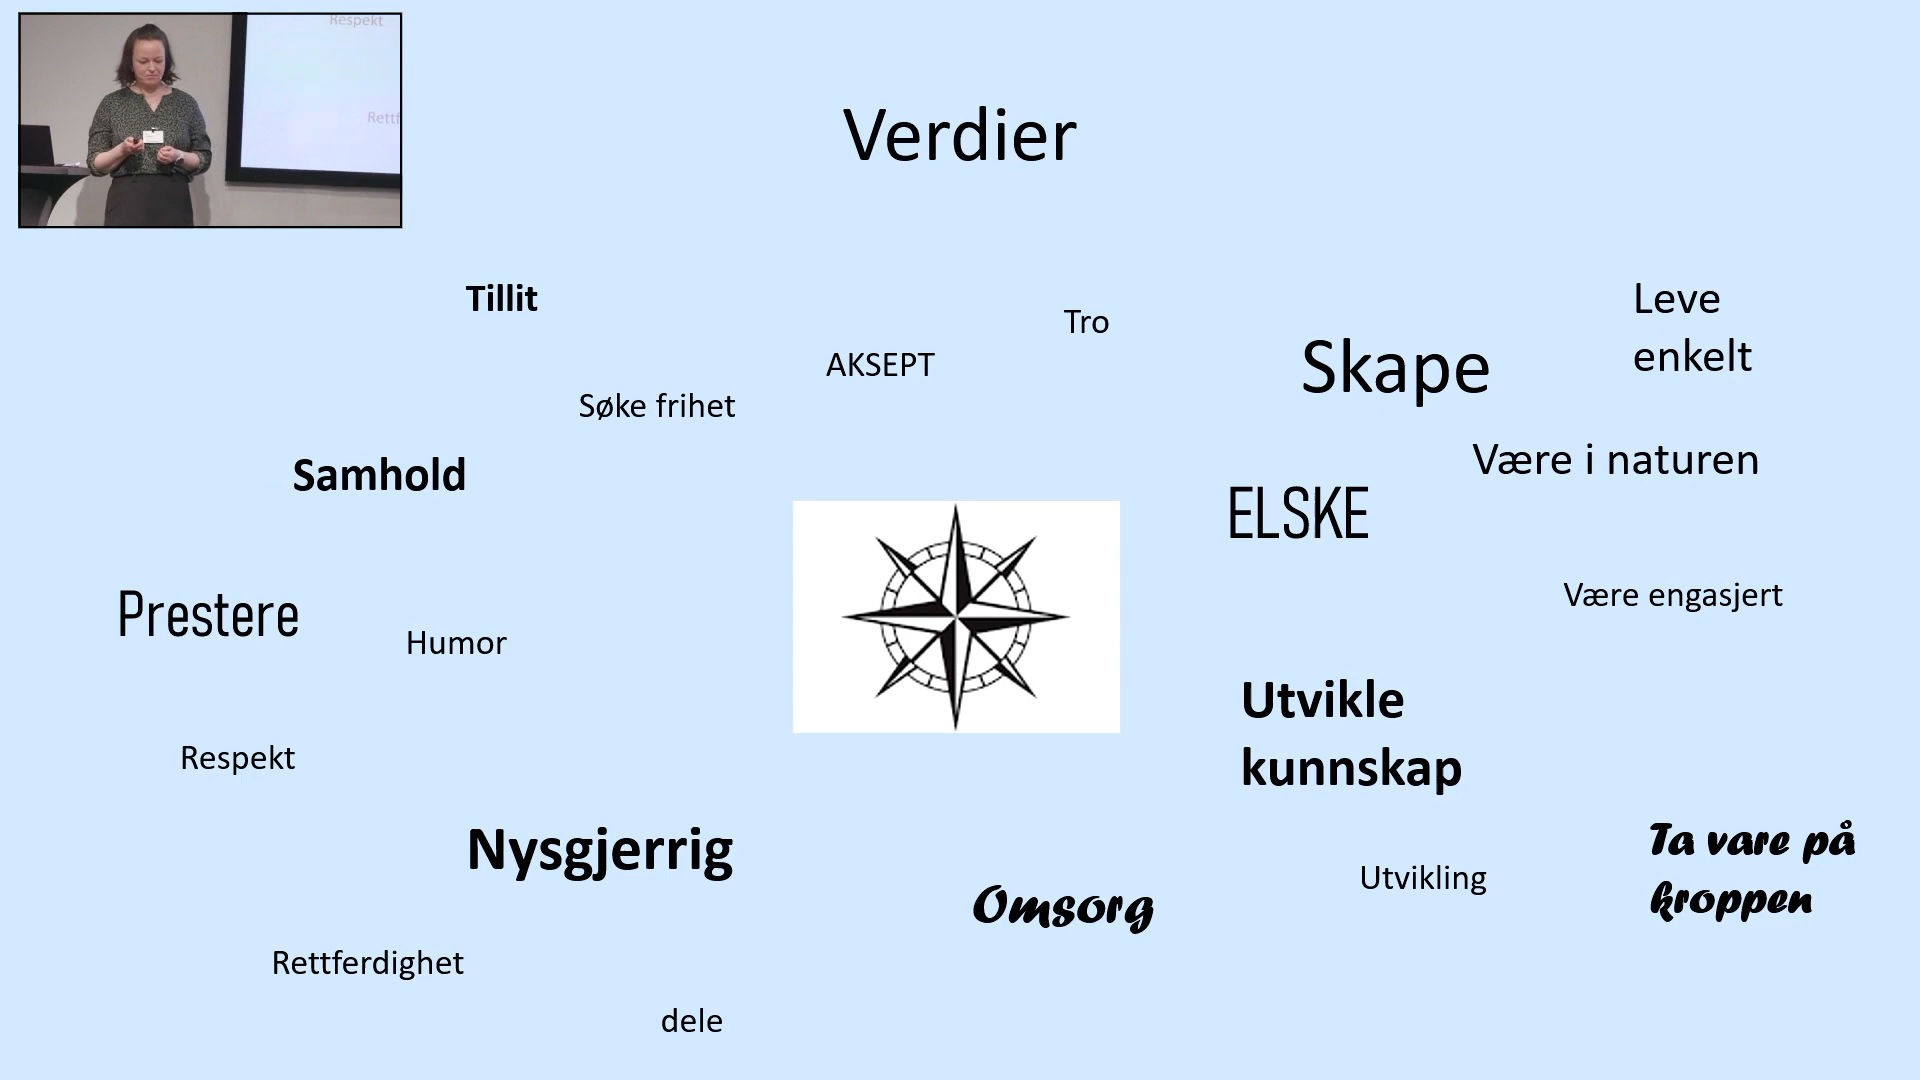 Respekt
Verdier
Tillit
Tro
Leve
enkelt
AKSEPT
Skape
Søke frihet
Samhold
Være i naturen
ELSKE
Prestere
Humor
Være engasjert
Utvikle
kunnskap
Respekt
Nysgjerrig
Omsorg
Utvikling
Ta vare på
kroppen
Rettferdighet
dele